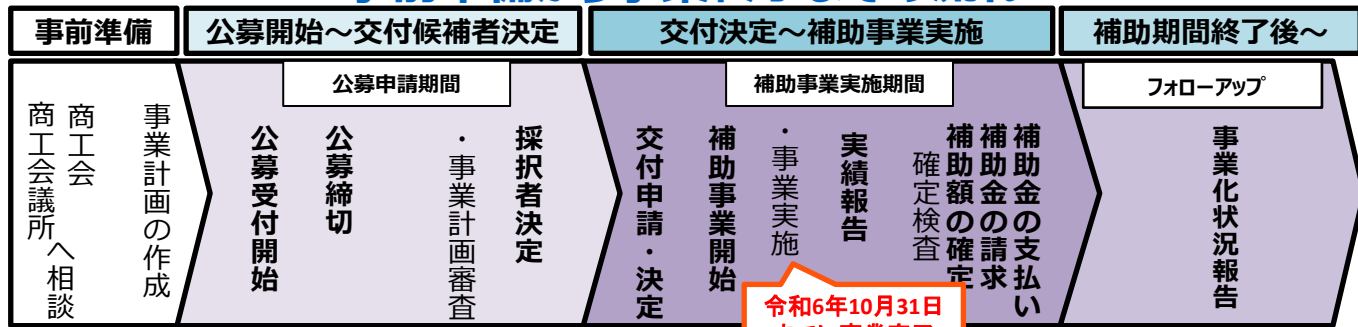 事前準備
公募開始～交付候補者決定
交付決定～補助事業実施
補助期間終了後～
公募申請期間
補助事業実施期間
フォローアップ
商工会議所
商工会
へ相談
事業計画の作成
公募受付開始
公募締切
・事業計画審査
採択者決定
交付申請・決定
補助事業開始
・事業実施
実績報告
確定検査
補助額の確定
補助金の請求
補助金の支払い
事業化状況報告
令和6年10月31日